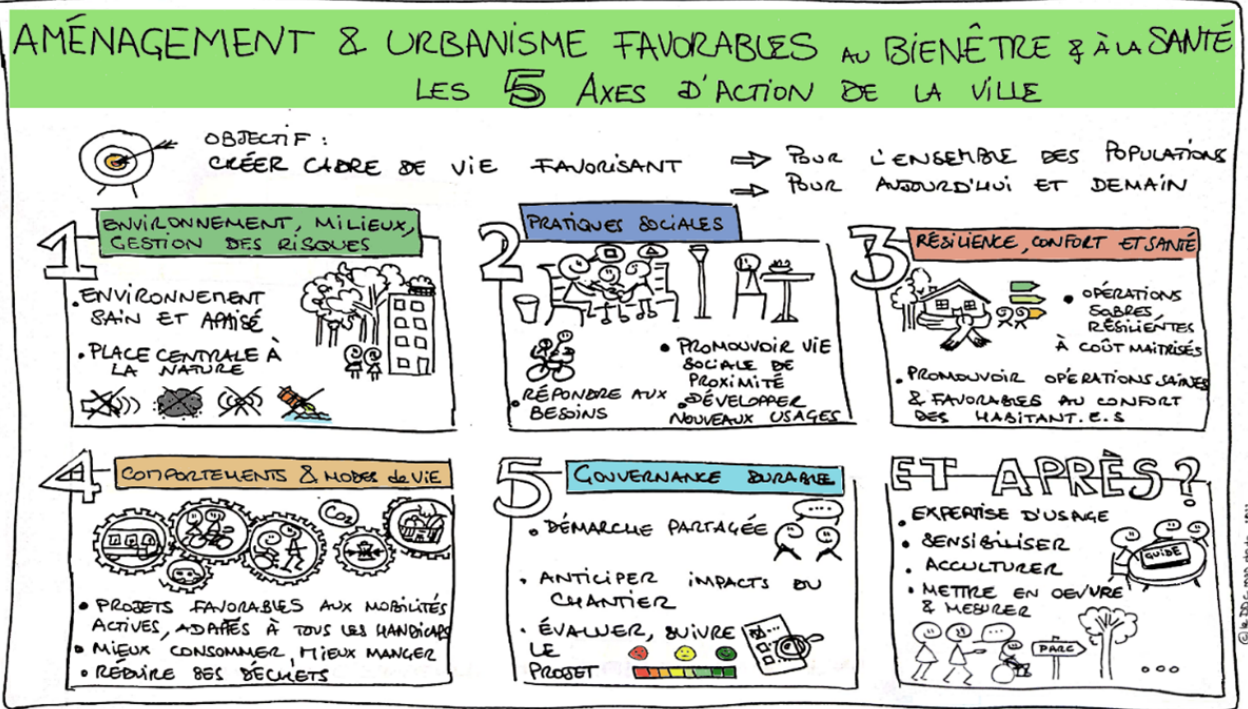 AMÉNAGEMENT & URBANISME FAVORABLES AU BIENÊTRE & À LA SANTÉ
LES 5 AXES D'ACTION DE LA VILLE
OBJECTIF :
CRÉER CADRE DE VIE FAVORISANT
⇒ POUR L'ENSEMBLE DES POPULATIONS
⇒ POUR AUJOURD'HUI ET DEMAIN
1 ENVIRONNEMENT, MILIEUX,
GESTION DES RISQUES
• ENVIRONNEMENT
SAIN ET APAISÉ
• PLACE CENTRALE À
LA NATURE
2 PRATIQUES SOCIALES
• RÉPONDRE AUX
BESOINS
• PROMOUVOIR VIE
SOCIALE DE
PROXIMITÉ
• DÉVELOPPER
NOUVEAUX USAGES
3 RÉSILIENCE, CONFORT ET SANTÉ
• OPÉRATIONS
SOBRES,
RÉSILIENTES
À COÛT MAITRISÉS
• PROMOUVOIR OPÉRATIONS SAINES
& FAVORABLES AU CONFORT
DES HABITANT.E.S
4 COMPORTEMENTS & MODES de VIE
CO2
• PROJETS FAVORABLES AUX MOBILITÉS
ACTIVES, ADAPTÉS À TOUS LES HANDICAPS
• MIEUX CONSOMMER, MIEUX MANGER
• RÉDUIRE DES DÉCHETS
5 GOUVERNANCE DURABLE
• DÉMARCHE PARTAGÉE
• ANTICIPER IMPACTS DU
CHANTIER
• ÉVALUER, SUIVRE
LE
PROJET
ET APRÈS ?
• EXPERTISE D'USAGE
• SENSIBILISER
• ACCULTURER
• METTRE EN OEVURE
& MESURER
GUIDE
PARC
...